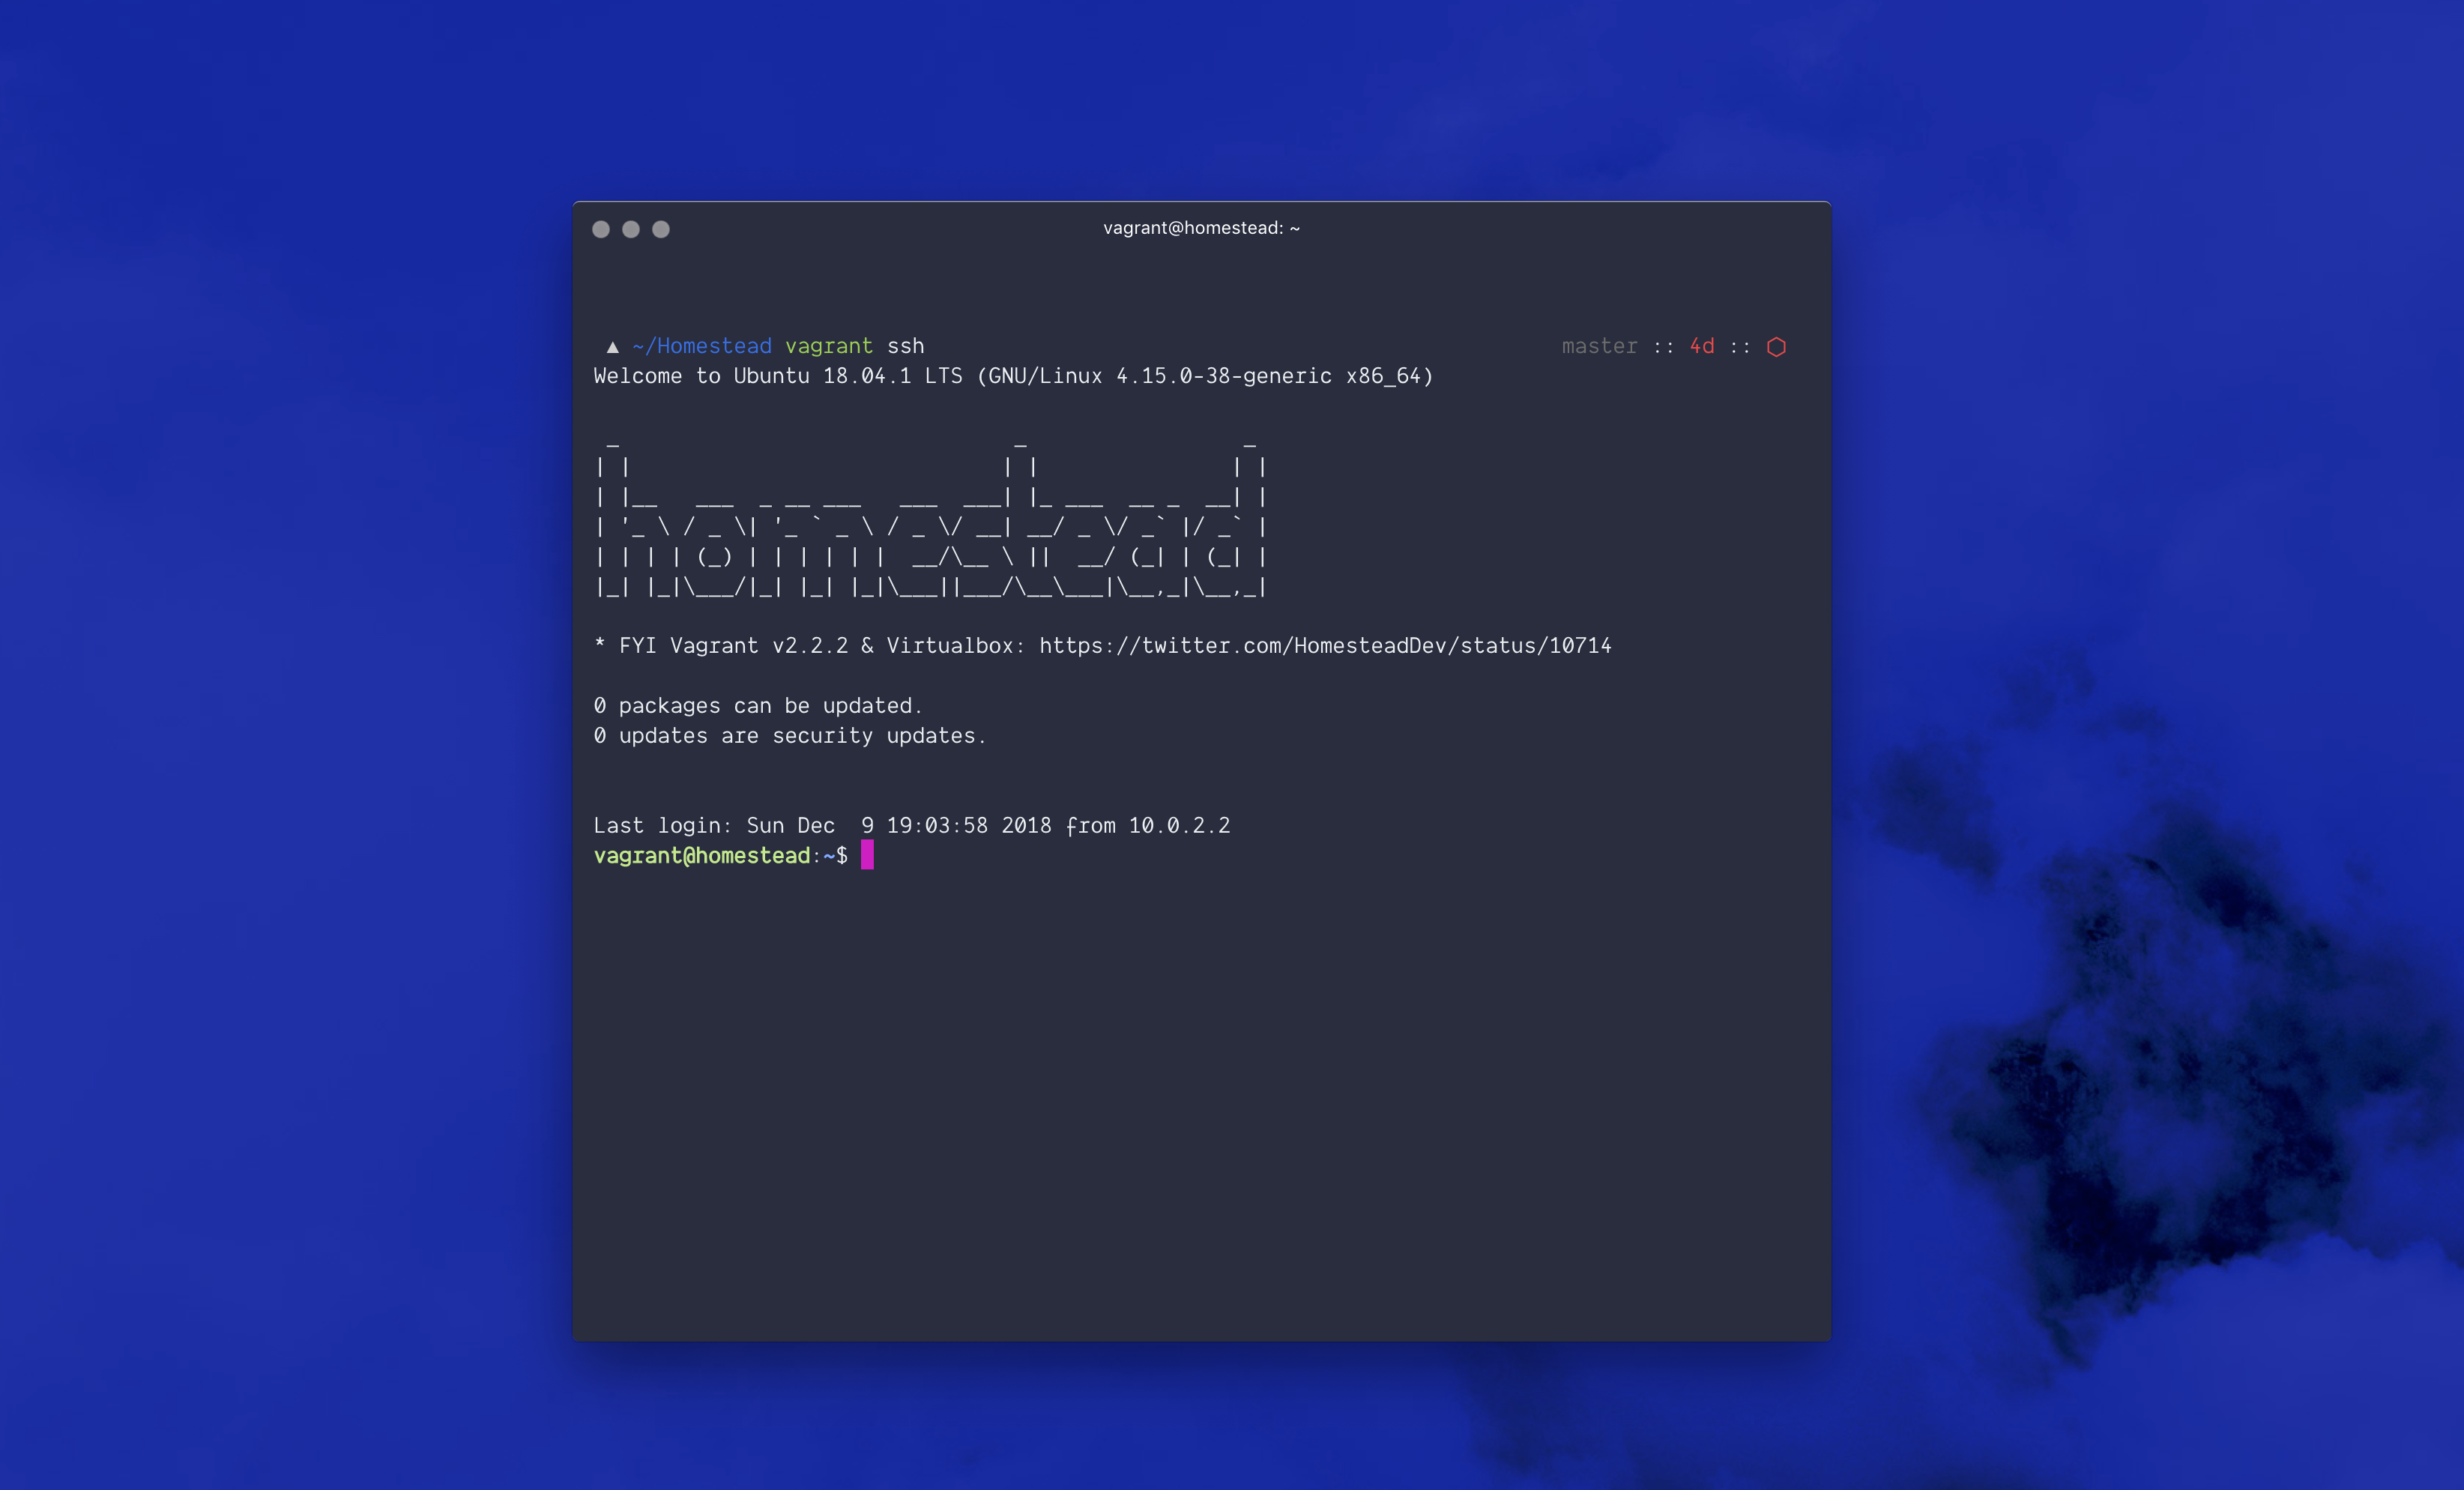 vagrant@homestead: ~
▲ ~/Homestead vagrant ssh master :: 4d :: ⬡
Welcome to Ubuntu 18.04.1 LTS (GNU/Linux 4.15.0-38-generic x86_64)
 _                               _                 _
| |                             | |               | |
| |__   ___  _ __ ___   ___  ___| |_ ___  __ _  __| |
| '_ \ / _ \| '_ ` _ \ / _ \/ __| __/ _ \/ _` |/ _` |
| | | | (_) | | | | | |  __/\__ \ ||  __/ (_| | (_| |
|_| |_|\___/|_| |_| |_|\___||___/\__\___|\__,_|\__,_|
* FYI Vagrant v2.2.2 & Virtualbox: https://twitter.com/HomesteadDev/status/10714
0 packages can be updated.
0 updates are security updates.
Last login: Sun Dec  9 19:03:58 2018 from 10.0.2.2
vagrant@homestead:~$